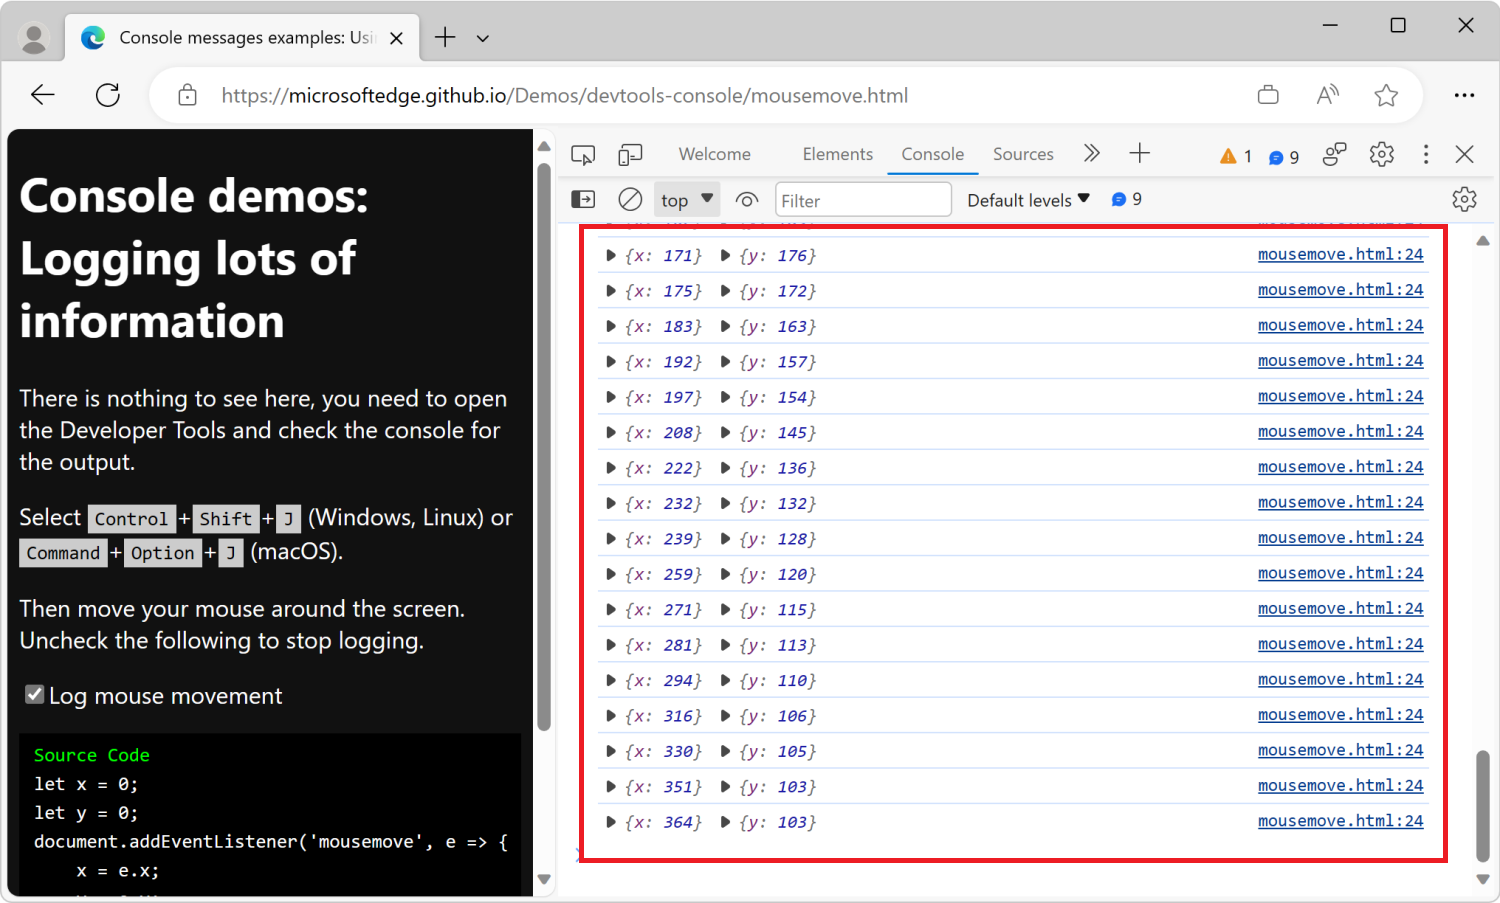 Console messages examples: Usi
https://microsoftedge.github.io/Demos/devtools-console/mousemove.html
Console demos:
Logging lots of
information
There is nothing to see here, you need to open
the Developer Tools and check the console for
the output.
Select Control+Shift+J (Windows, Linux) or
Command+Option+J (macOS).
Then move your mouse around the screen.
Uncheck the following to stop logging.
Log mouse movement
Source Code
let x = 0;
let y = 0;
document.addEventListener('mousemove', e => {
x = e.x;
Welcome Elements Console Sources 1 9
top Filter Default levels 9
{x: 171} {y: 176} mousemove.html:24
{x: 175} {y: 172} mousemove.html:24
{x: 183} {y: 163} mousemove.html:24
{x: 192} {y: 157} mousemove.html:24
{x: 197} {y: 154} mousemove.html:24
{x: 208} {y: 145} mousemove.html:24
{x: 222} {y: 136} mousemove.html:24
{x: 232} {y: 132} mousemove.html:24
{x: 239} {y: 128} mousemove.html:24
{x: 259} {y: 120} mousemove.html:24
{x: 271} {y: 115} mousemove.html:24
{x: 281} {y: 113} mousemove.html:24
{x: 294} {y: 110} mousemove.html:24
{x: 316} {y: 106} mousemove.html:24
{x: 330} {y: 105} mousemove.html:24
{x: 351} {y: 103} mousemove.html:24
{x: 364} {y: 103} mousemove.html:24